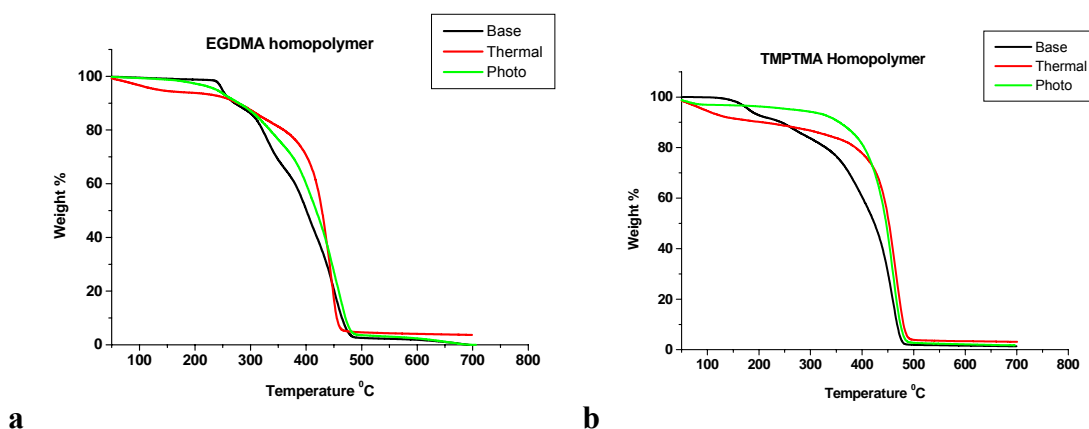 EGDMA homopolymer
Base
Thermal
Photo
100
80
60
40
20
0
Weight %
100 200 300 400 500 600 700 800
Temperature ⁰C
a
TMPTMA Homopolymer
Base
Thermal
Photo
100
80
60
40
20
0
Weight %
100 200 300 400 500 600 700 800
Temperature ⁰C
b